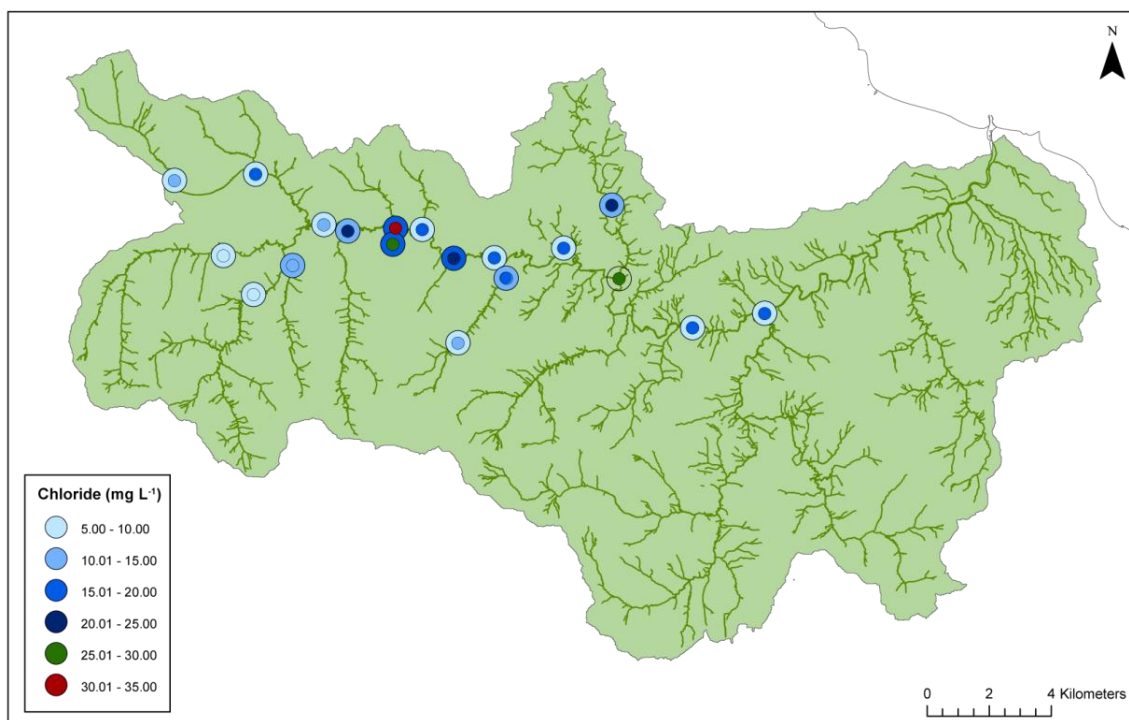 N
Chloride (mg L⁻¹)
5.00 - 10.00
10.01 - 15.00
15.01 - 20.00
20.01 - 25.00
25.01 - 30.00
30.01 - 35.00
0 2 4 Kilometers